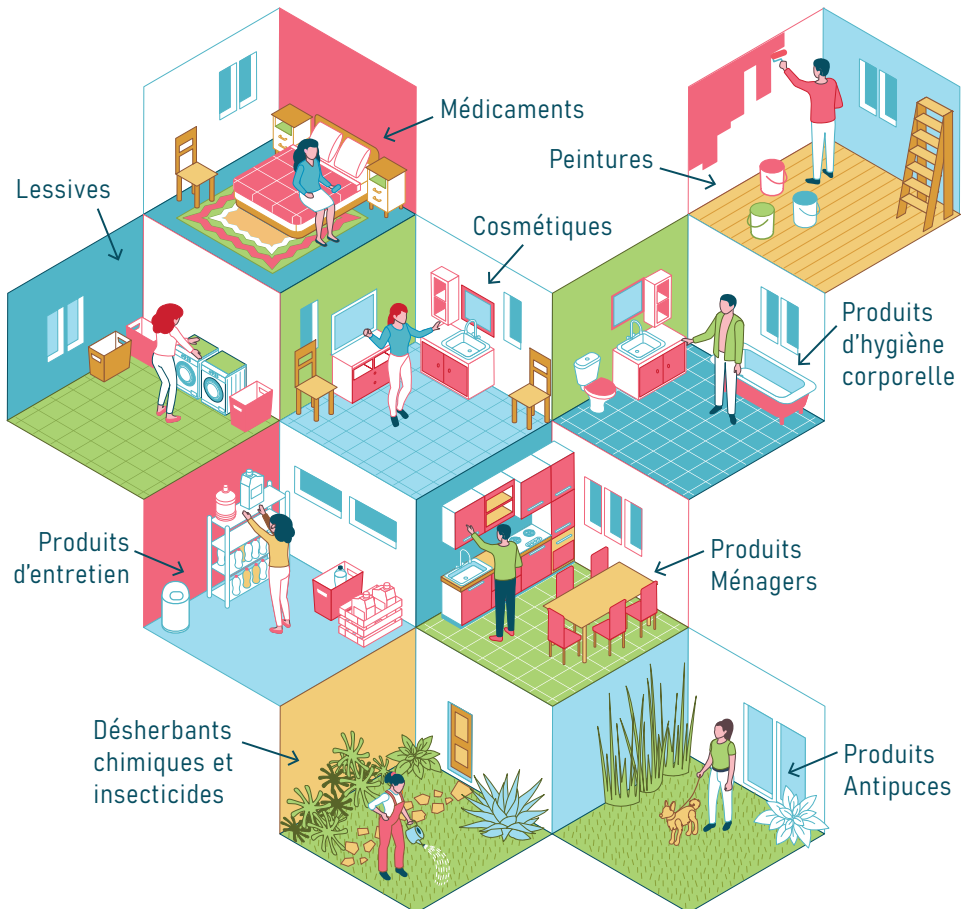 Médicaments
Peintures
Lessives
Cosmétiques
Produits
d'hygiène
corporelle
Produits
d'entretien
Produits
Ménagers
Désherbants
chimiques et
insecticides
Produits
Antipuces